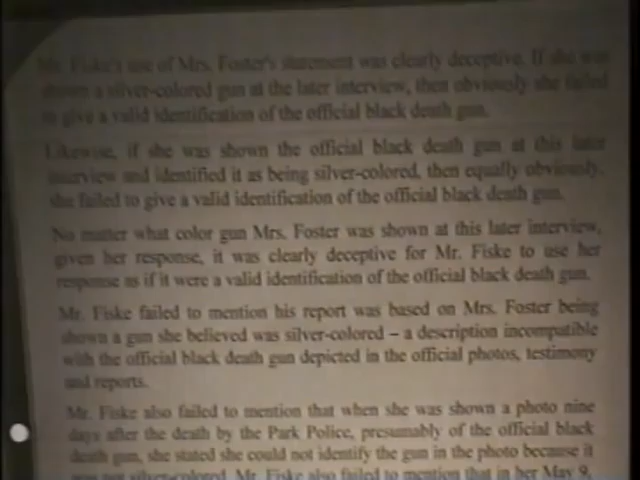 Mr. Fiske's use of Mrs. Foster's statement was clearly deceptive. If she was
shown a silver-colored gun at the later interview, then obviously she failed
to give a valid identification of the official black death gun.
Likewise, if she was shown the official black death gun at this later
interview and identified it as being silver-colored, then equally obviously,
she failed to give a valid identification of the official black death gun.
No matter what color gun Mrs. Foster was shown at this later interview,
given her response, it was clearly deceptive for Mr. Fiske to use her
response as if it were a valid identification of the official black death gun.
Mr. Fiske failed to mention his report was based on Mrs. Foster being
shown a gun she believed was silver-colored – a description incompatible
with the official black death gun depicted in the official photos, testimony
and reports.
Mr. Fiske also failed to mention that when she was shown a photo nine
days after the death by the Park Police, presumably of the official black
death gun, she stated she could not identify the gun in the photo because it
was not silver-colored. Mr. Fiske also failed to mention that in her May 9,